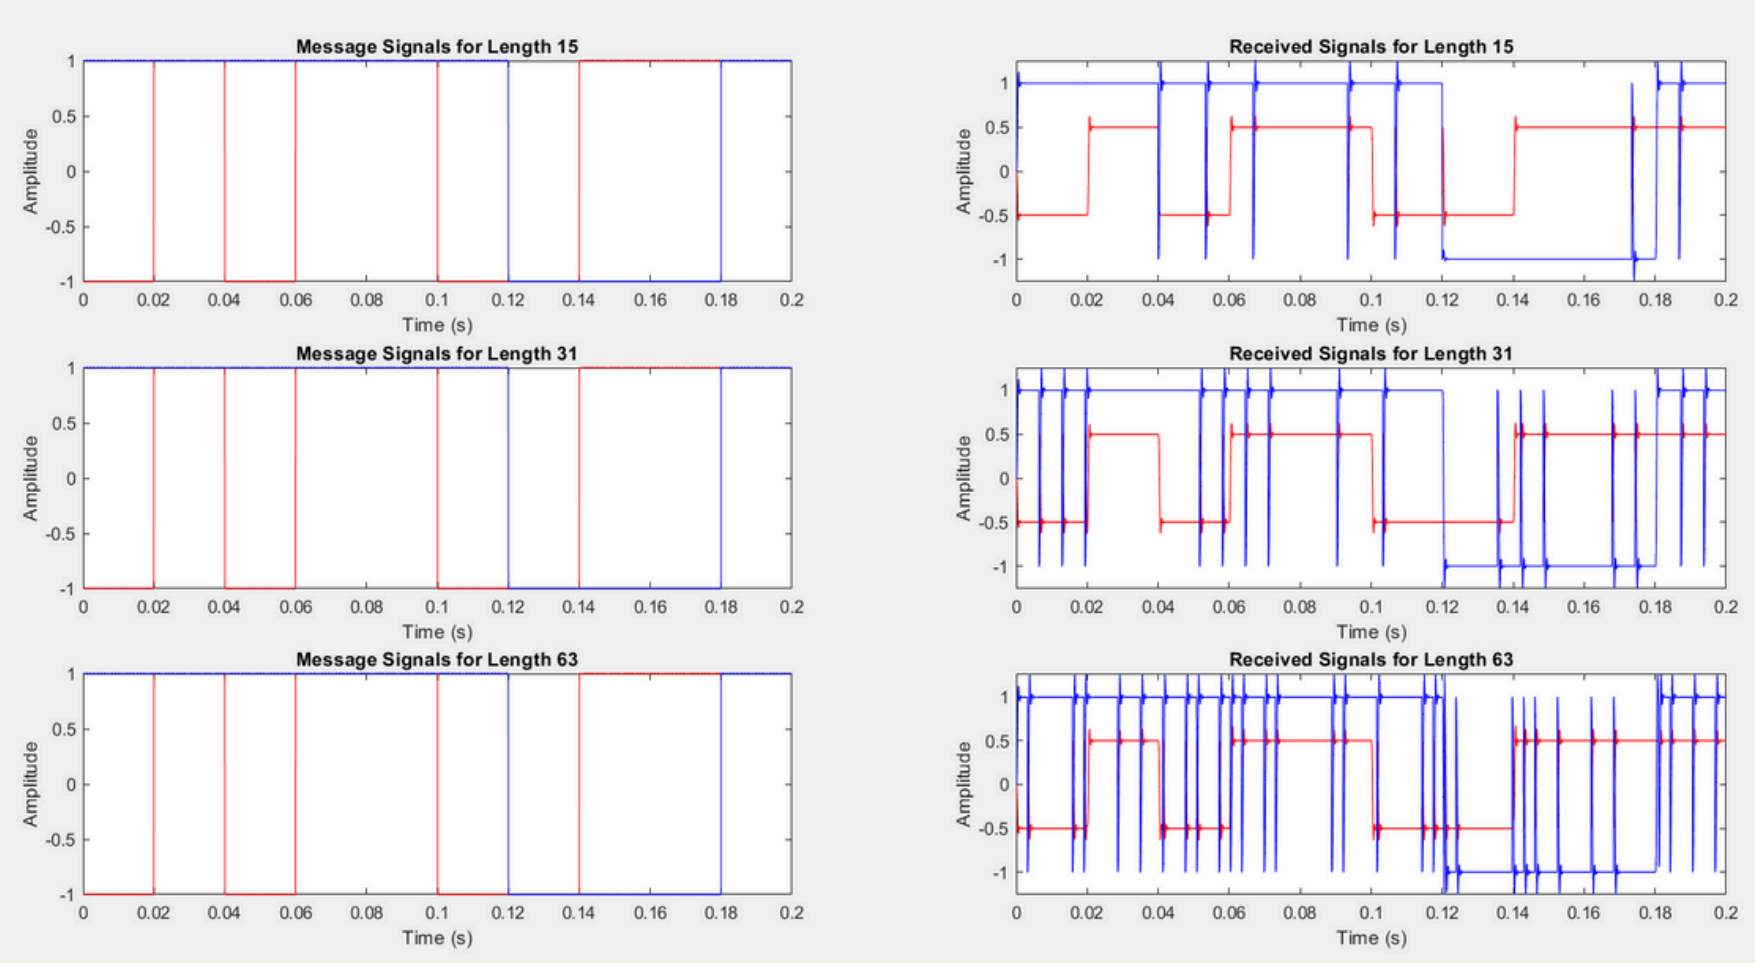 Message Signals for Length 15
1
0.5
0
-0.5
-1
Amplitude
0 0.02 0.04 0.06 0.08 0.1 0.12 0.14 0.16 0.18 0.2
Time (s)
Received Signals for Length 15
1
0.5
0
-0.5
-1
Amplitude
0 0.02 0.04 0.06 0.08 0.1 0.12 0.14 0.16 0.18 0.2
Time (s)
Message Signals for Length 31
1
0.5
0
-0.5
-1
Amplitude
0 0.02 0.04 0.06 0.08 0.1 0.12 0.14 0.16 0.18 0.2
Time (s)
Received Signals for Length 31
1
0.5
0
-0.5
-1
Amplitude
0 0.02 0.04 0.06 0.08 0.1 0.12 0.14 0.16 0.18 0.2
Time (s)
Message Signals for Length 63
1
0.5
0
-0.5
-1
Amplitude
0 0.02 0.04 0.06 0.08 0.1 0.12 0.14 0.16 0.18 0.2
Time (s)
Received Signals for Length 63
1
0.5
0
-0.5
-1
Amplitude
0 0.02 0.04 0.06 0.08 0.1 0.12 0.14 0.16 0.18 0.2
Time (s)